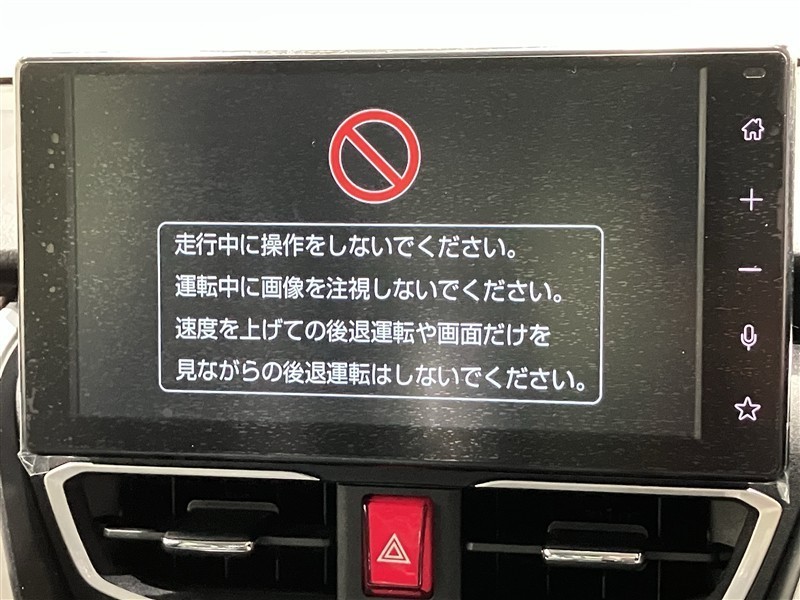 走行中に操作をしないでください。
運転中に画像を注視しないでください。
速度を上げての後退運転や画面だけを
見ながらの後退運転はしないでください。